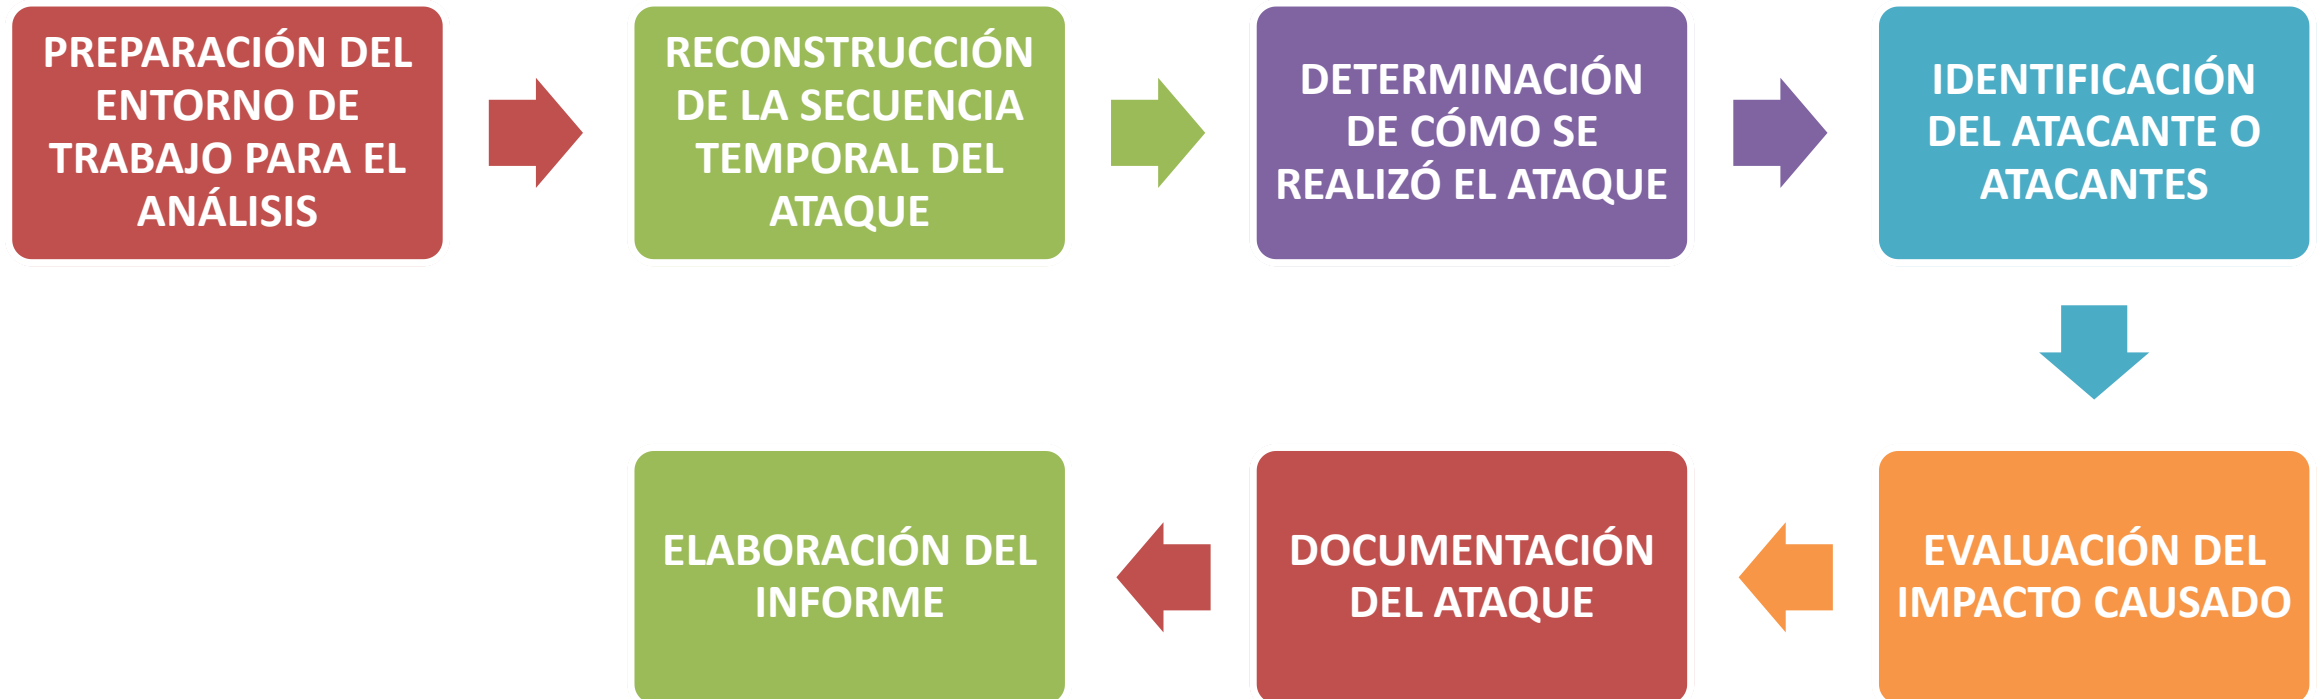 PREPARACIÓN DEL
ENTORNO DE
TRABAJO PARA EL
ANÁLISIS
RECONSTRUCCIÓN
DE LA SECUENCIA
TEMPORAL DEL
ATAQUE
DETERMINACIÓN
DE CÓMO SE
REALIZÓ EL ATAQUE
IDENTIFICACIÓN
DEL ATACANTE O
ATACANTES
EVALUACIÓN DEL
IMPACTO CAUSADO
DOCUMENTACIÓN
DEL ATAQUE
ELABORACIÓN DEL
INFORME